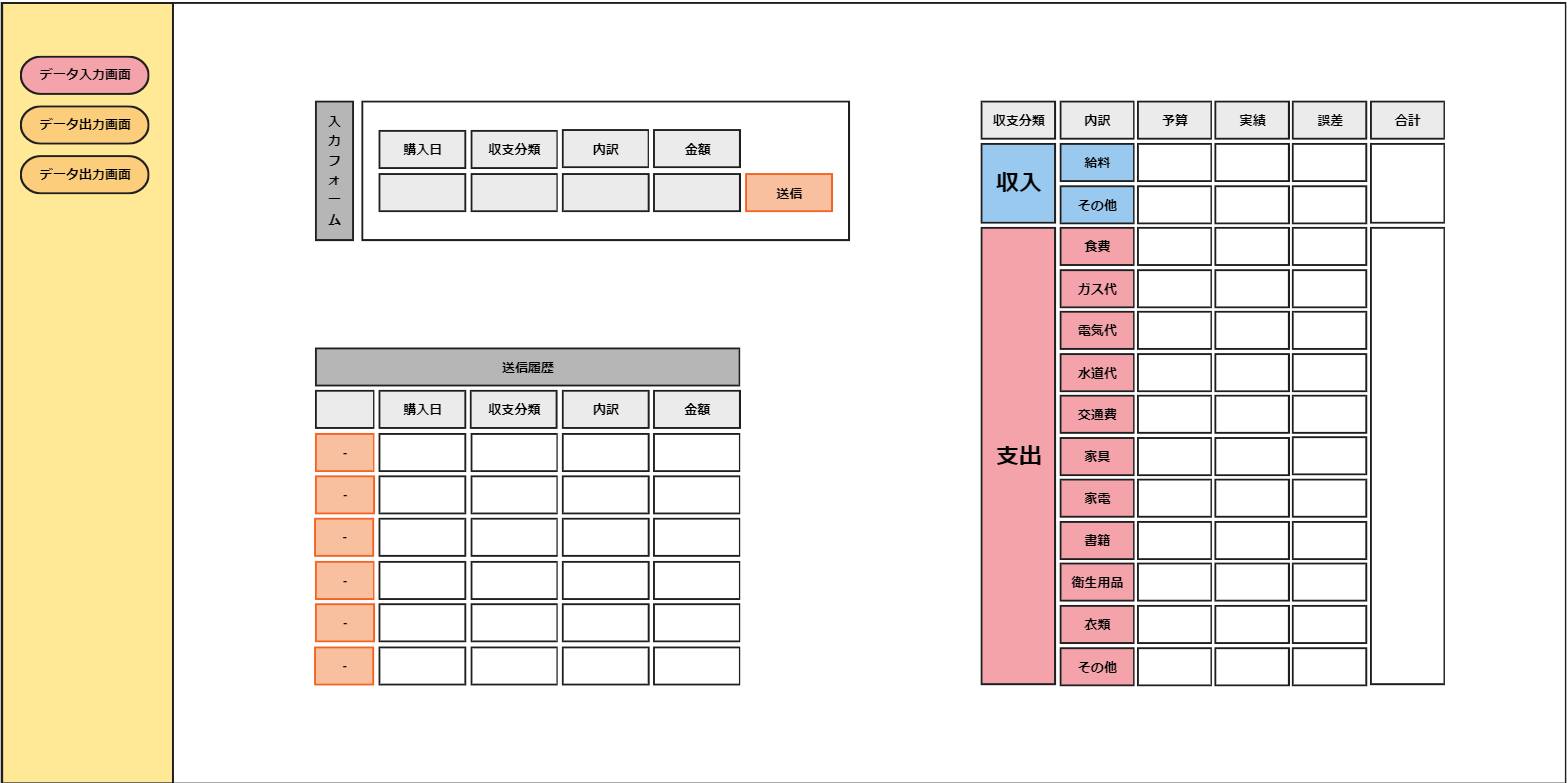 データ入力画面
データ出力画面
データ出力画面
入力フォーム
購入日 収支分類 内訳 金額
送信
送信履歴
購入日 収支分類 内訳 金額
-
-
-
-
-
-
収支分類 内訳 予算 実績 誤差 合計
収入
給料
その他
支出
食費
ガス代
電気代
水道代
交通費
家具
家電
書籍
衛生用品
衣類
その他